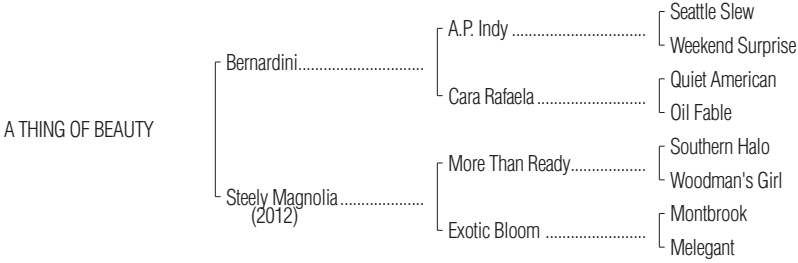 Seattle Slew
A.P. Indy ................................
Weekend Surprise
Bernardini..............................
Quiet American
Cara Rafaela ..........................
Oil Fable
A THING OF BEAUTY
Southern Halo
More Than Ready..................
Woodman's Girl
Steely Magnolia ....................
(2012)
Montbrook
Exotic Bloom ........................
Melegant